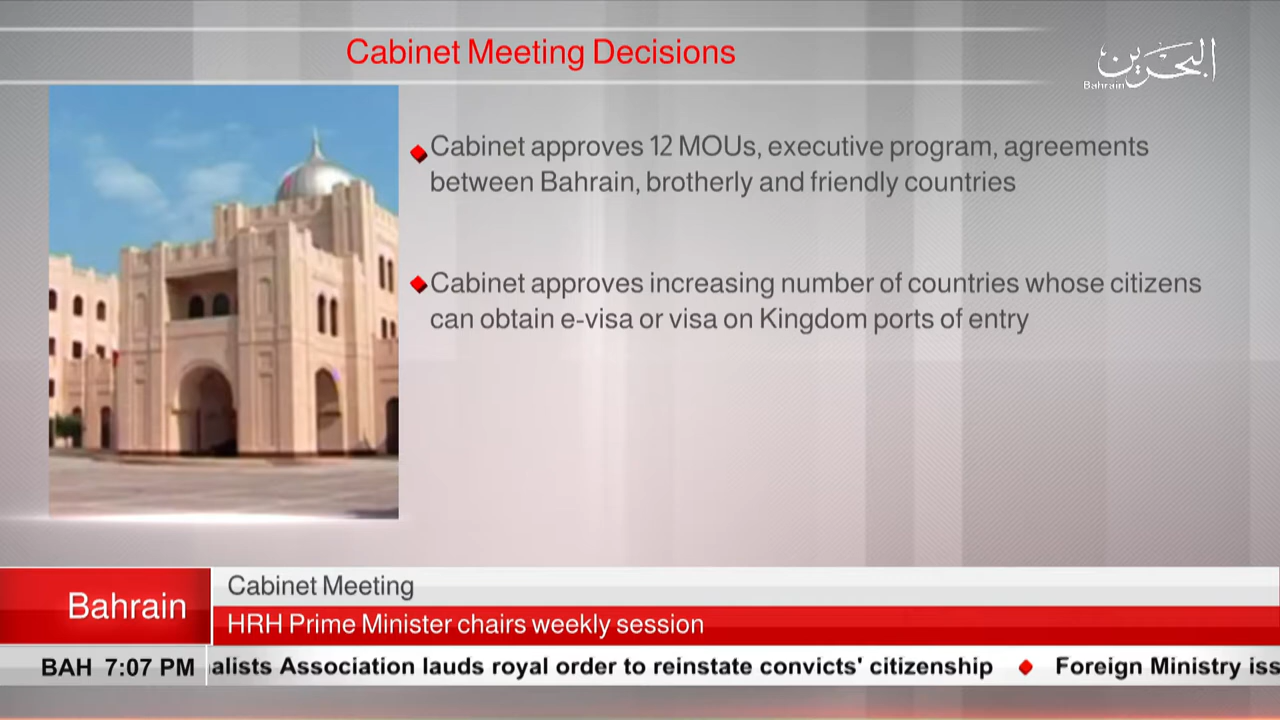 Cabinet Meeting Decisions
البحرين
Bahrain
Cabinet approves 12 MOUs, executive program, agreements
between Bahrain, brotherly and friendly countries
Cabinet approves increasing number of countries whose citizens
can obtain e-visa or visa on Kingdom ports of entry
Bahrain
Cabinet Meeting
HRH Prime Minister chairs weekly session
BAH 7:07 PM
alists Association lauds royal order to reinstate convicts' citizenship
Foreign Ministry iss